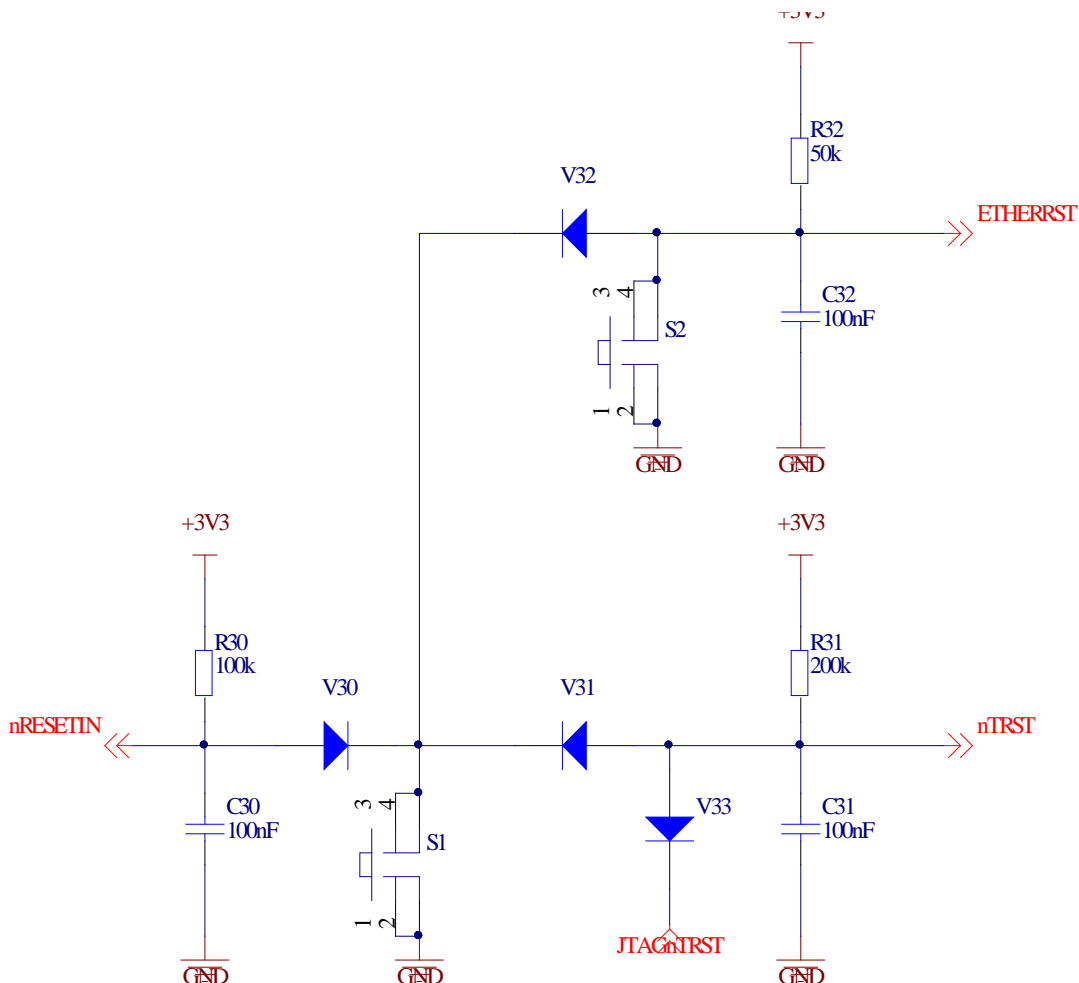 +3V3
R32
50k
V32
ETHERRST
3
4
C32
100nF
S2
1
2
GND
GND
+3V3
+3V3
R30
100k
R31
200k
V30
V31
nRESETIN
nTRST
3
4
C30
100nF
V33
C31
100nF
S1
1
2
JTAGnTRST
GND
GND
GND